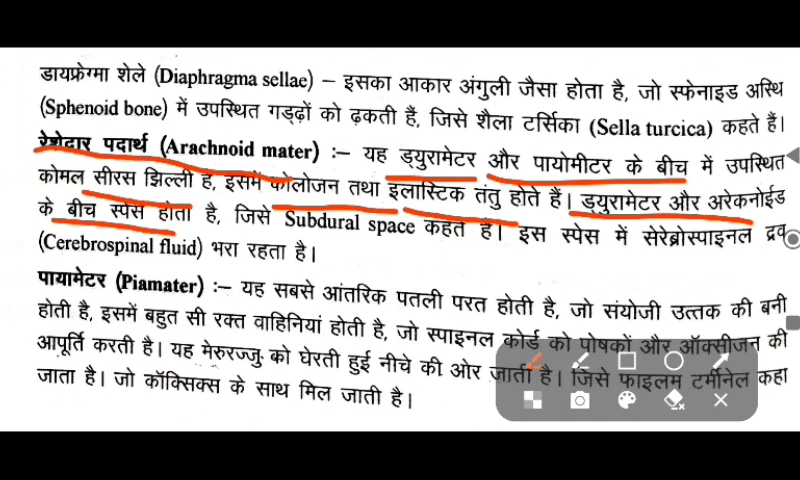 डायफ्रेग्मा शेले (Diaphragma sellae) – इसका आकार अंगुली जैसा होता है, जो स्फेनाइड अस्थि
(Sphenoid bone) में उपस्थित गड्ढों को ढ़कती हैं, जिसे शैला टर्सिका (Sella turcica) कहते हैं।
रेशेदार पदार्थ (Arachnoid mater) :– यह ड्युरामेटर और पायोमीटर के बीच में उपस्थित
कोमल सीरस झिल्ली है, इसमें कोलोजन तथा इलास्टिक तंतु होते हैं। ड्युरामेटर और अरेकनोईड
के बीच स्पेस होता है, जिसे Subdural space कहते हैं। इस स्पेस में सेरेब्रोस्पाइनल द्रव
(Cerebrospinal fluid) भरा रहता है।
पायामेटर (Piamater) :– यह सबसे आंतरिक पतली परत होती है, जो संयोजी उत्तक की बनी
होती है, इसमें बहुत सी रक्त वाहिनियां होती है, जो स्पाइनल कोर्ड को पोषकों और ऑक्सीजन की
आपूर्ति करती है। यह मेरुरज्जु को घेरती हुई नीचे की ओर जाती है। जिसे फाइलम टर्मीनेल कहा
जाता है। जो कॉक्सिक्स के साथ मिल जाती है।